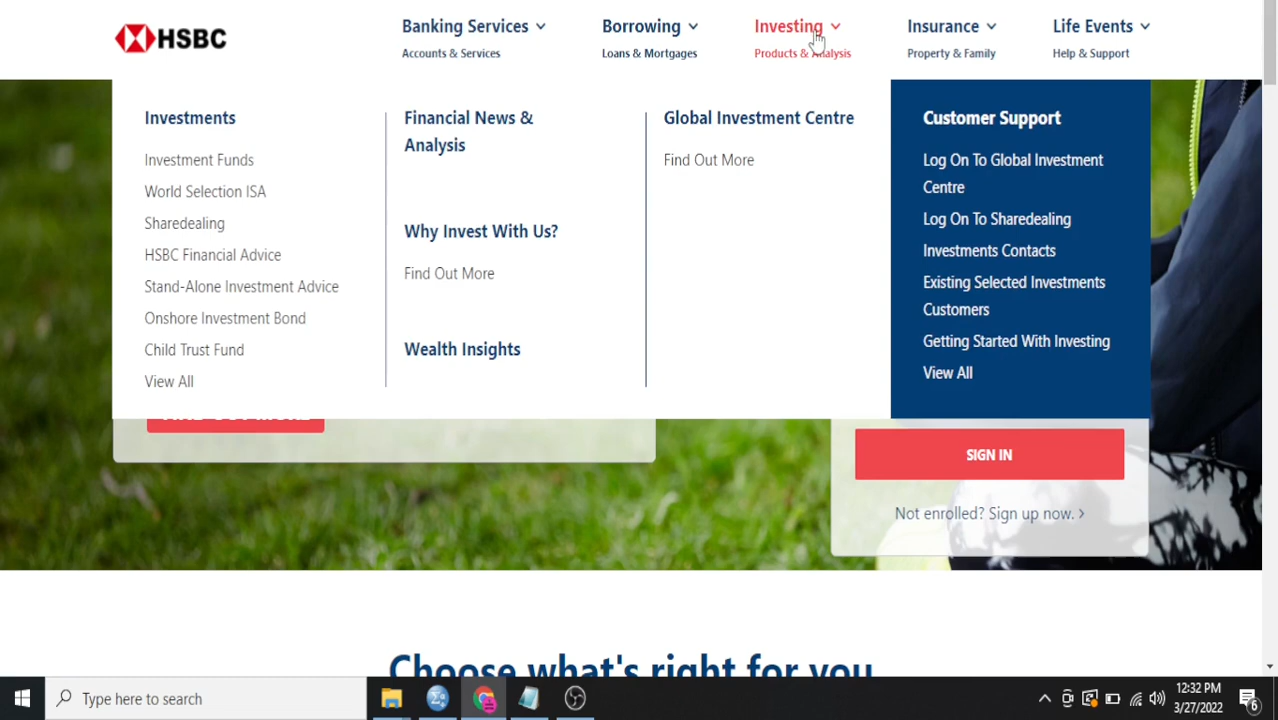 HSBC
Banking Services
Accounts & Services
Borrowing
Loans & Mortgages
Investing
Products & Analysis
Insurance
Property & Family
Life Events
Help & Support
Investments
Investment Funds
World Selection ISA
Sharedealing
HSBC Financial Advice
Stand-Alone Investment Advice
Onshore Investment Bond
Child Trust Fund
View All
Financial News &
Analysis
Why Invest With Us?
Find Out More
Wealth Insights
Global Investment Centre
Find Out More
Customer Support
Log On To Global Investment
Centre
Log On To Sharedealing
Investments Contacts
Existing Selected Investments
Customers
Getting Started With Investing
View All
SIGN IN
Not enrolled? Sign up now. >
Choose what's right for you
Type here to search
12:32 PM
3/27/2022
6